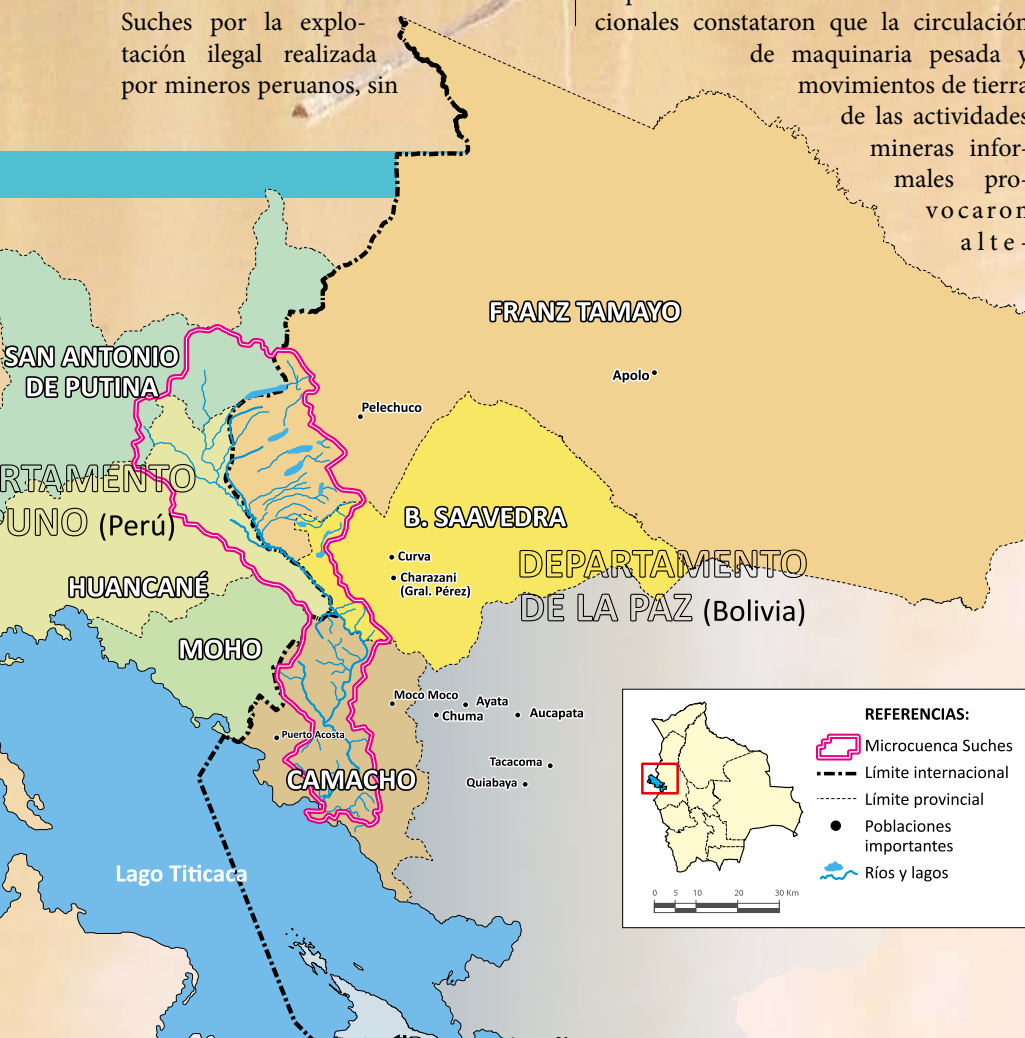 Suches por la explo-
tación ilegal realizada
por mineros peruanos, sin
cionales constataron que la circulación
de maquinaria pesada y
movimientos de tierra
de las actividades
mineras infor-
males pro-
vocaron
alte-
FRANZ TAMAYO
SAN ANTONIO
DE PUTINA
Apolo
Pelechuco
RTAMENTO
PUNO (Perú)
B. SAAVEDRA
Curva
Charazani
(Gral. Pérez)
DEPARTAMENTO
DE LA PAZ (Bolivia)
HUANCANÉ
MOHO
Moco Moco
Ayata
Chuma
Aucapata
Puerto Acosta
Tacacoma
Quiabaya
CAMACHO
Lago Titicaca
REFERENCIAS:
Microcuenca Suches
Límite internacional
Límite provincial
Poblaciones
importantes
Ríos y lagos
0 5 10 20 30 Km